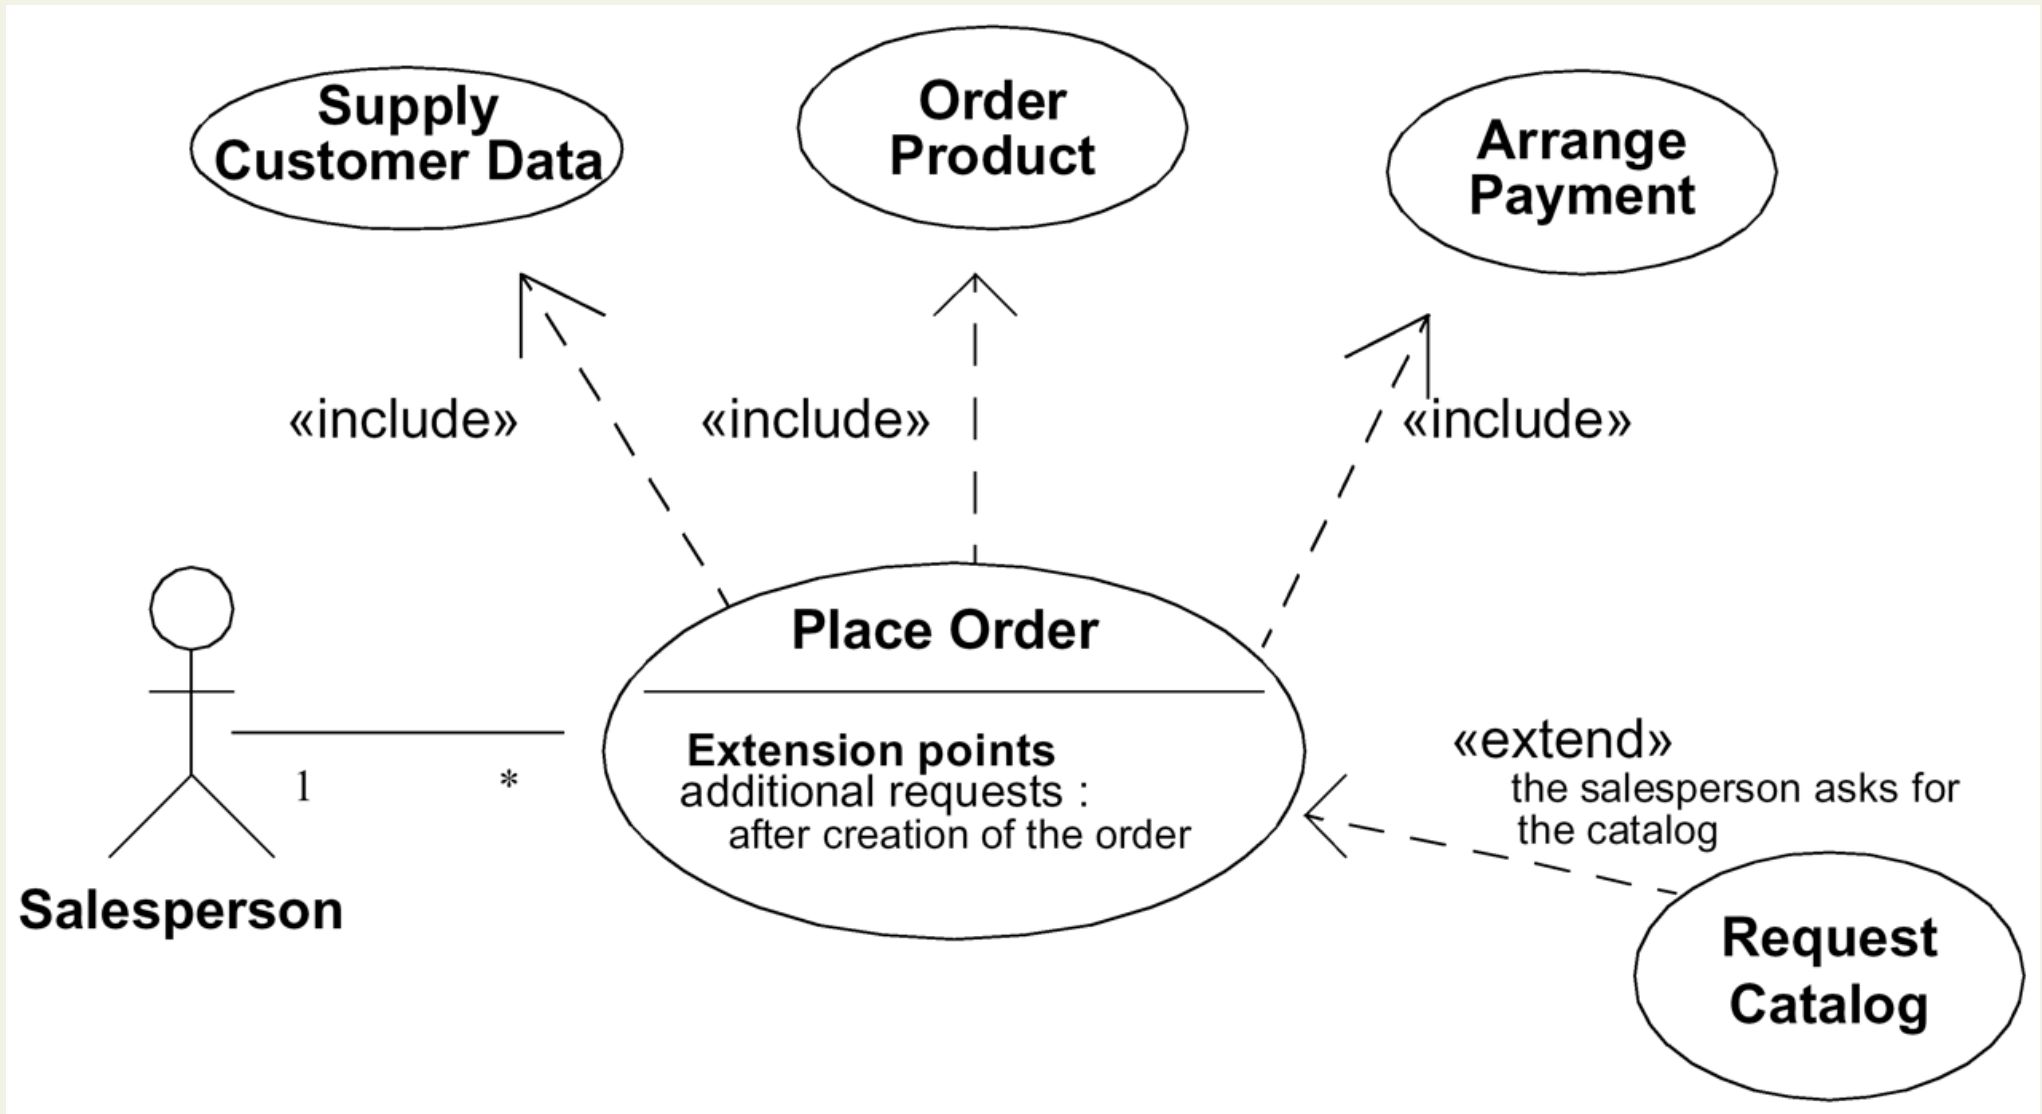 Supply
Customer Data
Order
Product
Arrange
Payment
«include»
«include»
«include»
Place Order
Extension points
additional requests :
after creation of the order
1
*
Salesperson
«extend»
the salesperson asks for
the catalog
Request
Catalog